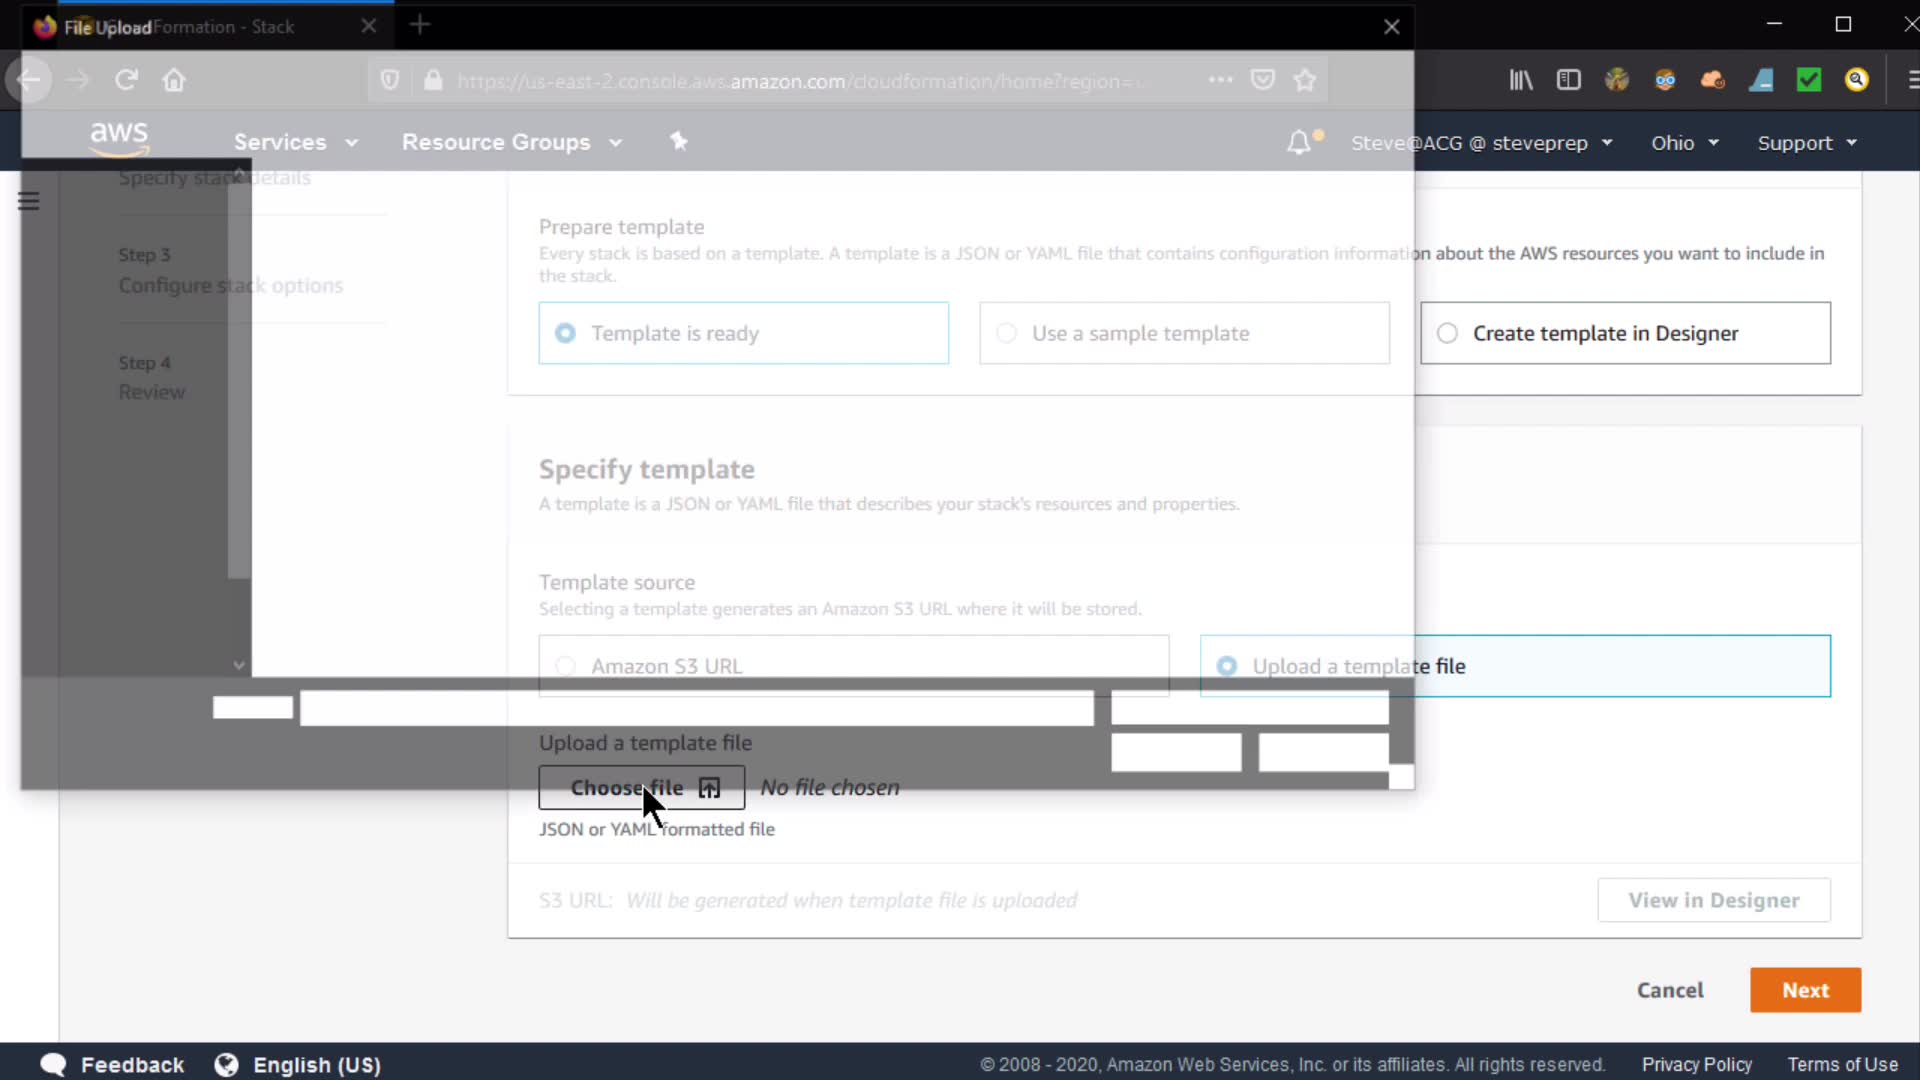 File Upload
Formation - Stack
https://us-east-2.console.aws.amazon.com/cloudformation/home?region=
aws
Services
Resource Groups
Steve@ACG @ steveprep
Ohio
Support
Specify stack details
Step 3
Configure stack options
Step 4
Review
Prepare template
Every stack is based on a template. A template is a JSON or YAML file that contains configuration information about the AWS resources you want to include in
the stack.
Template is ready
Use a sample template
Create template in Designer
Specify template
A template is a JSON or YAML file that describes your stack's resources and properties.
Template source
Selecting a template generates an Amazon S3 URL where it will be stored.
Amazon S3 URL
Upload a template file
Upload a template file
Choose file
No file chosen
JSON or YAML formatted file
S3 URL: Will be generated when template file is uploaded
View in Designer
Cancel
Next
Feedback
English (US)
© 2008 - 2020, Amazon Web Services, Inc. or its affiliates. All rights reserved.
Privacy Policy
Terms of Use